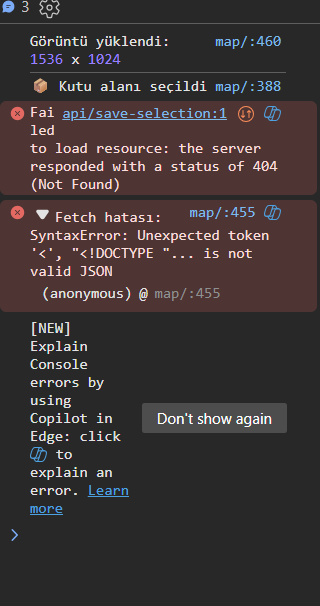 3
Görüntü yüklendi: map/:460
1536 x 1024
Kutu alanı seçildi map/:388
Fai api/save-selection:1
led
to load resource: the server
responded with a status of 404
(Not Found)
Fetch hatası: map/:455
SyntaxError: Unexpected token
'<', "<!DOCTYPE "... is not
valid JSON
(anonymous) @ map/:455
[NEW]
Explain
Console
errors by
using
Copilot in
Edge: click
to
explain an
error. Learn
more
Don't show again